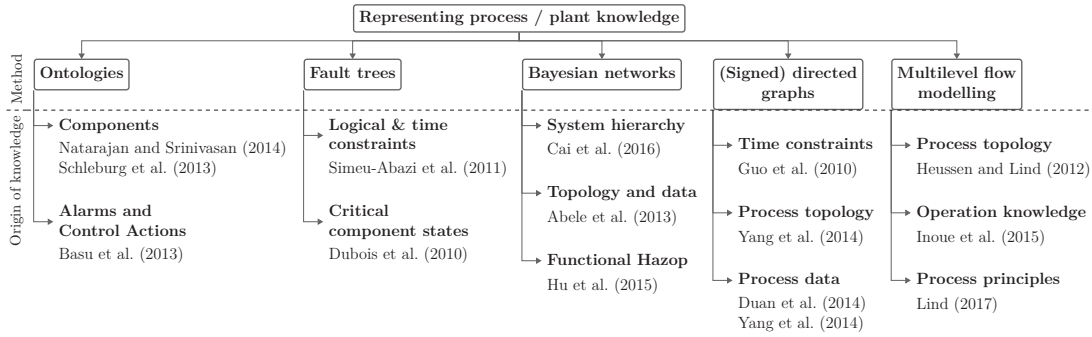 Representing process / plant knowledge
Method
Ontologies
Fault trees
Bayesian networks
(Signed) directed
graphs
Multilevel flow
modelling
Origin of knowledge
Components
Natarajan and Srinivasan (2014)
Schleburg et al. (2013)
Alarms and
Control Actions
Basu et al. (2013)
Logical & time
constraints
Simeu-Abazi et al. (2011)
Critical
component states
Dubois et al. (2010)
System hierarchy
Cai et al. (2016)
Topology and data
Abele et al. (2013)
Functional Hazop
Hu et al. (2015)
Time constraints
Guo et al. (2010)
Process topology
Yang et al. (2014)
Process data
Duan et al. (2014)
Yang et al. (2014)
Process topology
Heussen and Lind (2012)
Operation knowledge
Inoue et al. (2015)
Process principles
Lind (2017)